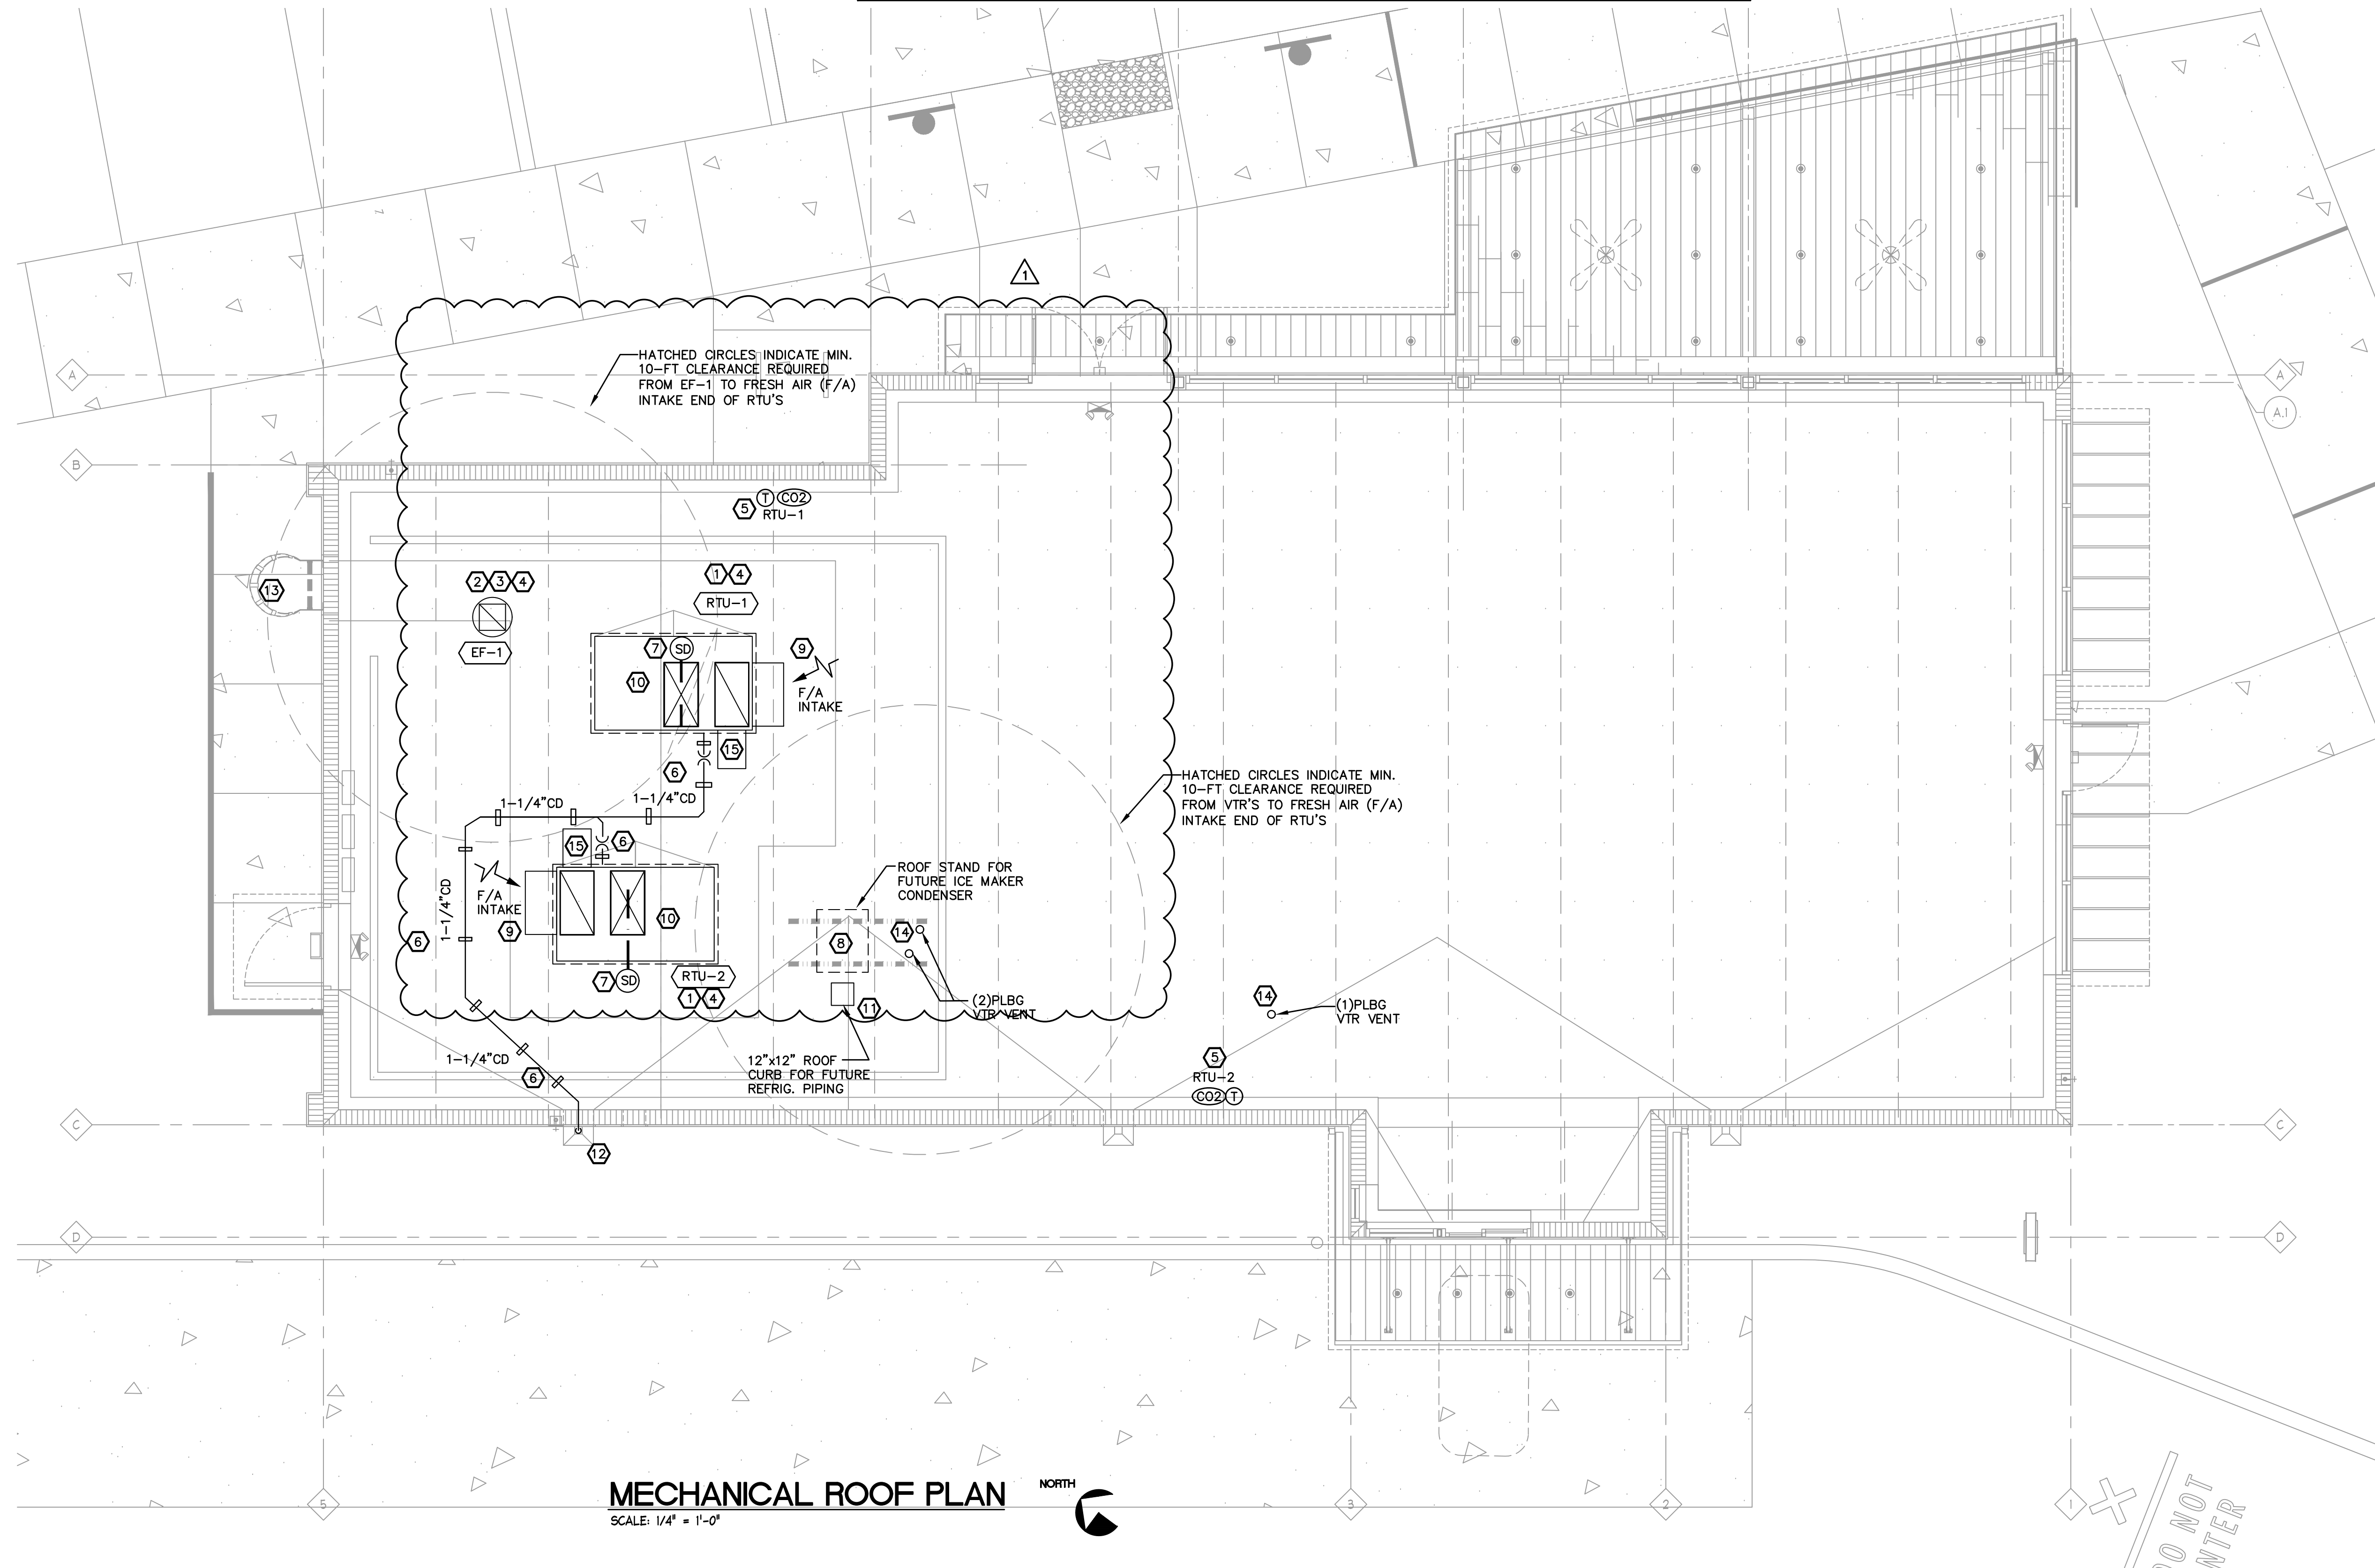 1
HATCHED CIRCLES INDICATE MIN.
10-FT CLEARANCE REQUIRED
FROM EF-1 TO FRESH AIR (F/A)
INTAKE END OF RTU'S
A
A
A.1
B
5
T
CO2
RTU-1
13
2
3
4
EF-1
1
4
RTU-1
7
SD
9
10
F/A
INTAKE
15
6
1-1/4"CD
1-1/4"CD
HATCHED CIRCLES INDICATE MIN.
10-FT CLEARANCE REQUIRED
FROM VTR'S TO FRESH AIR (F/A)
INTAKE END OF RTU'S
15
6
F/A
INTAKE
1-1/4"CD
6
9
10
7
SD
RTU-2
1
4
ROOF STAND FOR
FUTURE ICE MAKER
CONDENSER
8
14
11
(2)PLBG
VTR VENT
14
(1)PLBG
VTR VENT
1-1/4"CD
6
12"x12" ROOF
CURB FOR FUTURE
REFRIG. PIPING
5
RTU-2
CO2
T
C
C
12
D
D
5
3
2
1
MECHANICAL ROOF PLAN
SCALE: 1/4" = 1'-0"
NORTH
DO NOT
ENTER